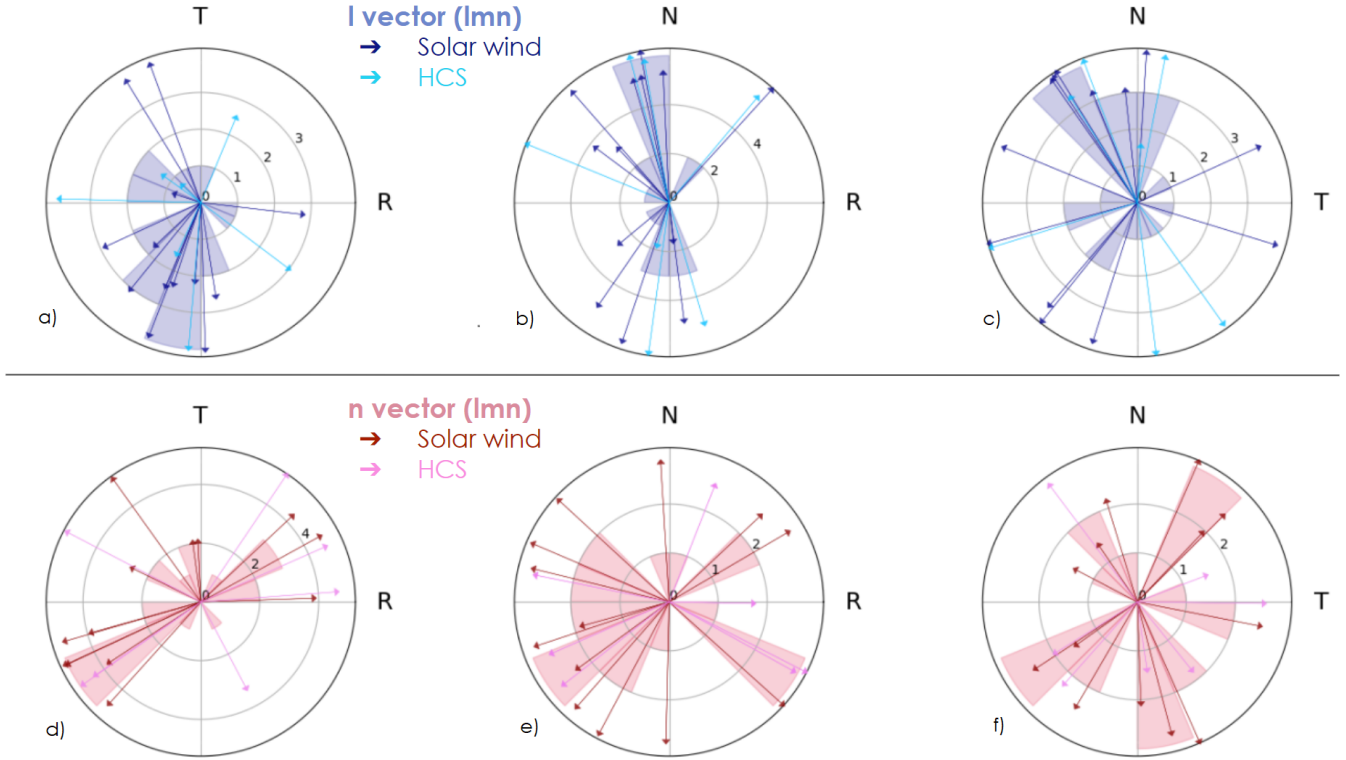 T
l vector (lmn)
➔ Solar wind
➔ HCS
N
N
3
2
1
0
R
4
2
0
R
3
2
1
0
T
a)
b)
c)
T
n vector (lmn)
➔ Solar wind
➔ HCS
N
N
4
2
0
R
2
1
0
R
2
1
0
T
d)
e)
f)